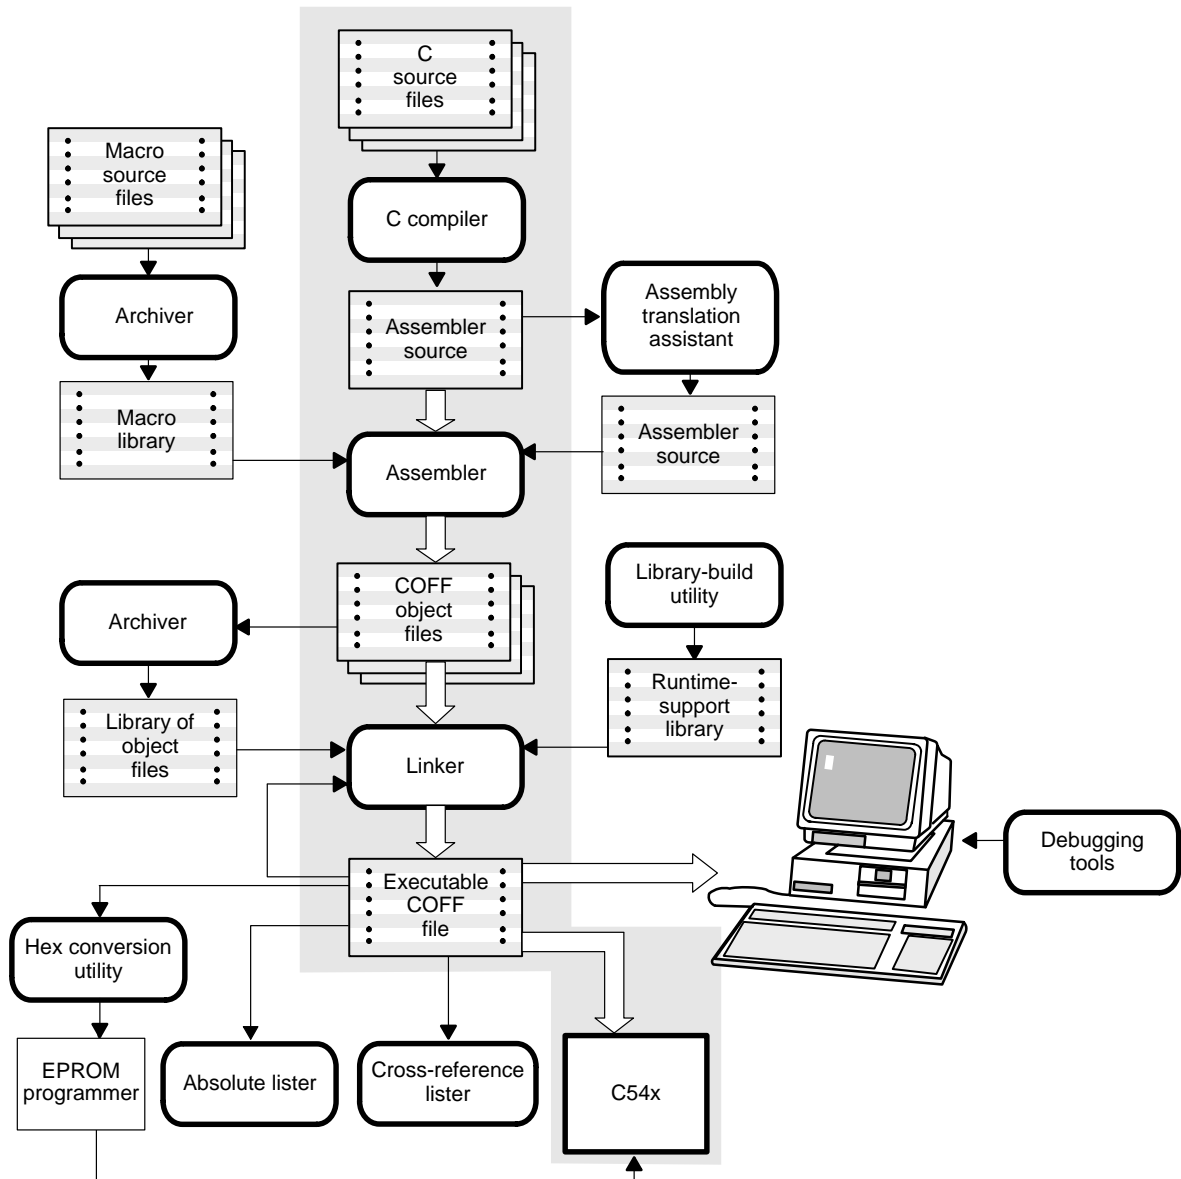 C
source
files
Macro
source
files
C compiler
Archiver
Assembly
translation
assistant
Assembler
source
Macro
library
Assembler
source
Assembler
COFF
object
files
Library-build
utility
Archiver
Runtime-
support
library
Library of
object
files
Linker
Debugging
tools
Executable
COFF
file
Hex conversion
utility
EPROM
programmer
Absolute lister
Cross-reference
lister
C54x